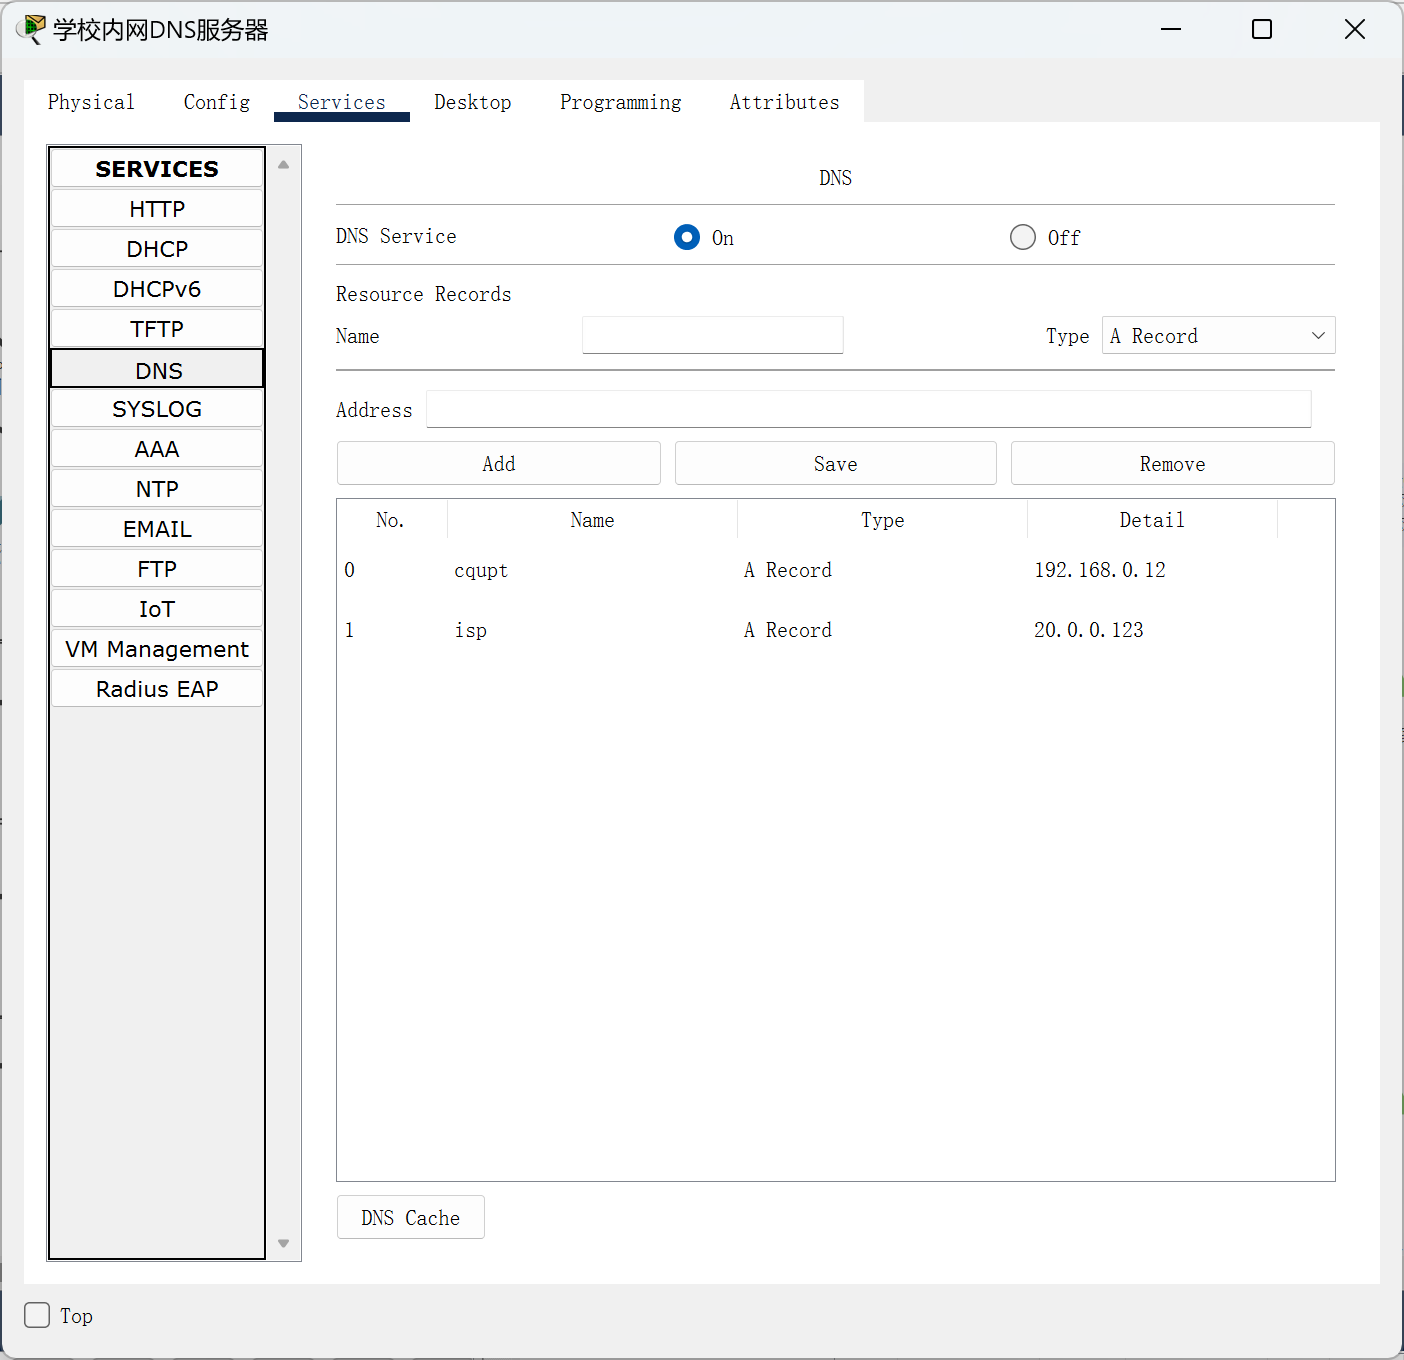 学校内网DNS服务器
Physical Config Services Desktop Programming Attributes
SERVICES
HTTP
DHCP
DHCPv6
TFTP
DNS
SYSLOG
AAA
NTP
EMAIL
FTP
IoT
VM Management
Radius EAP
DNS
DNS Service On Off
Resource Records
Name Type A Record
Address
Add Save Remove
No. Name Type Detail
0 cqupt A Record 192.168.0.12
1 isp A Record 20.0.0.123
DNS Cache
Top